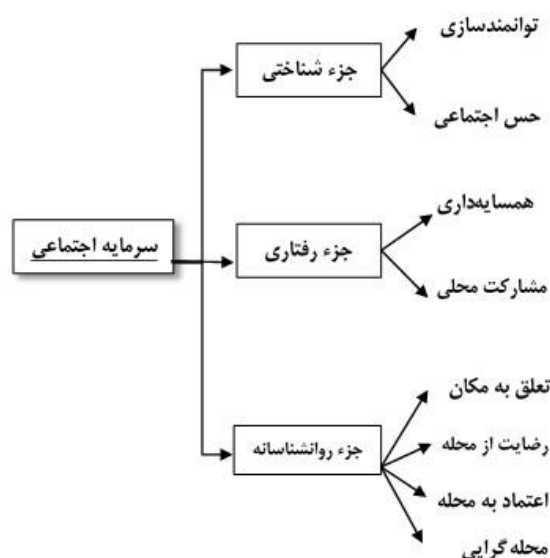 سرمایه اجتماعی
جزء شناختی
توانمندسازی
حس اجتماعی
جزء رفتاری
همسایه‌داری
مشارکت محلی
جزء روانشناسانه
تعلق به مکان
رضایت از محله
اعتماد به محله
محله‌گرایی